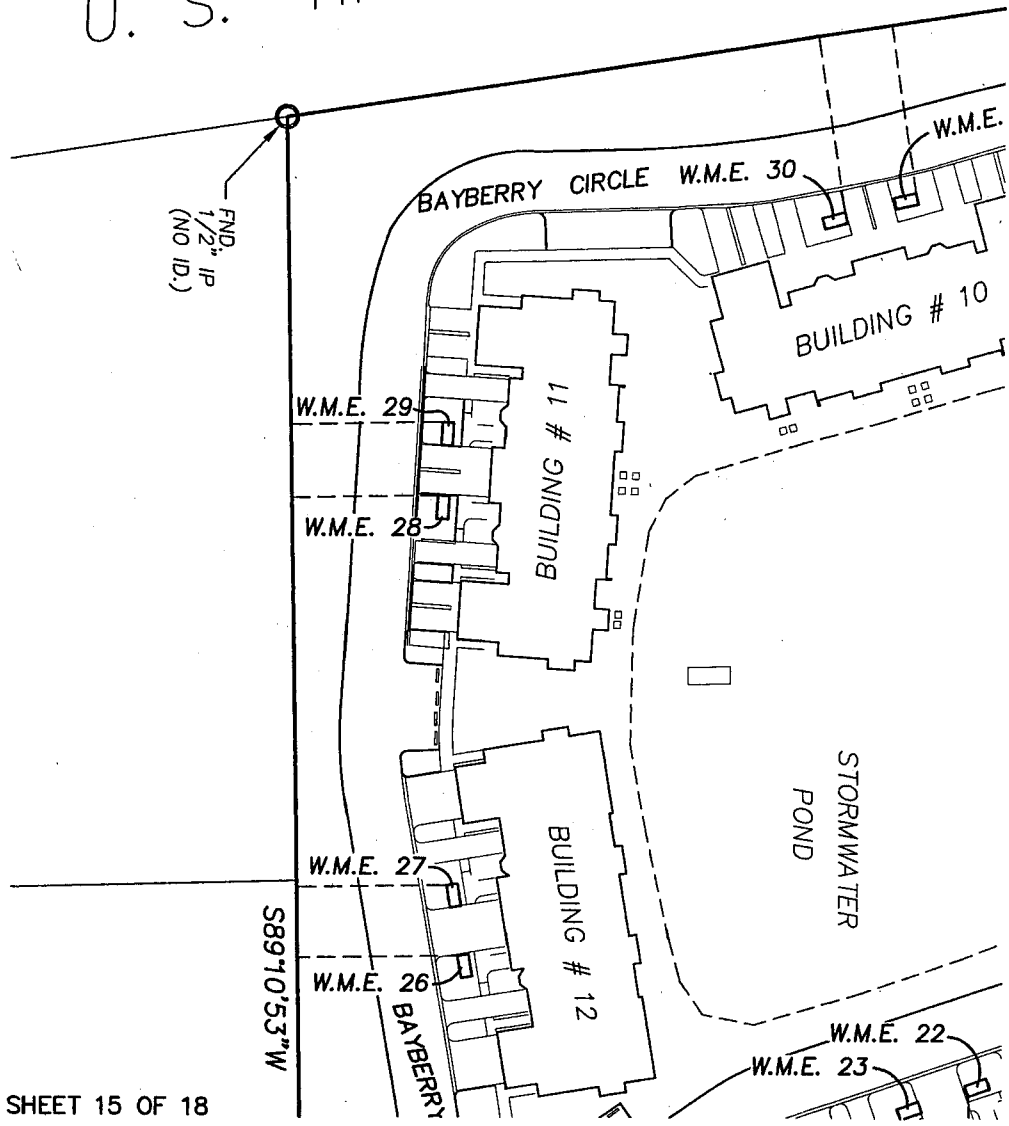 U. S.
W.M.E.
BAYBERRY CIRCLE
W.M.E. 30
FND.
1/2" IP
(NO ID.)
BUILDING # 10
W.M.E. 29
BUILDING # 11
W.M.E. 28
STORMWATER
POND
W.M.E. 27
BUILDING # 12
S89°10'53"W
W.M.E. 26
BAYBERRY
W.M.E. 22
W.M.E. 23
SHEET 15 OF 18